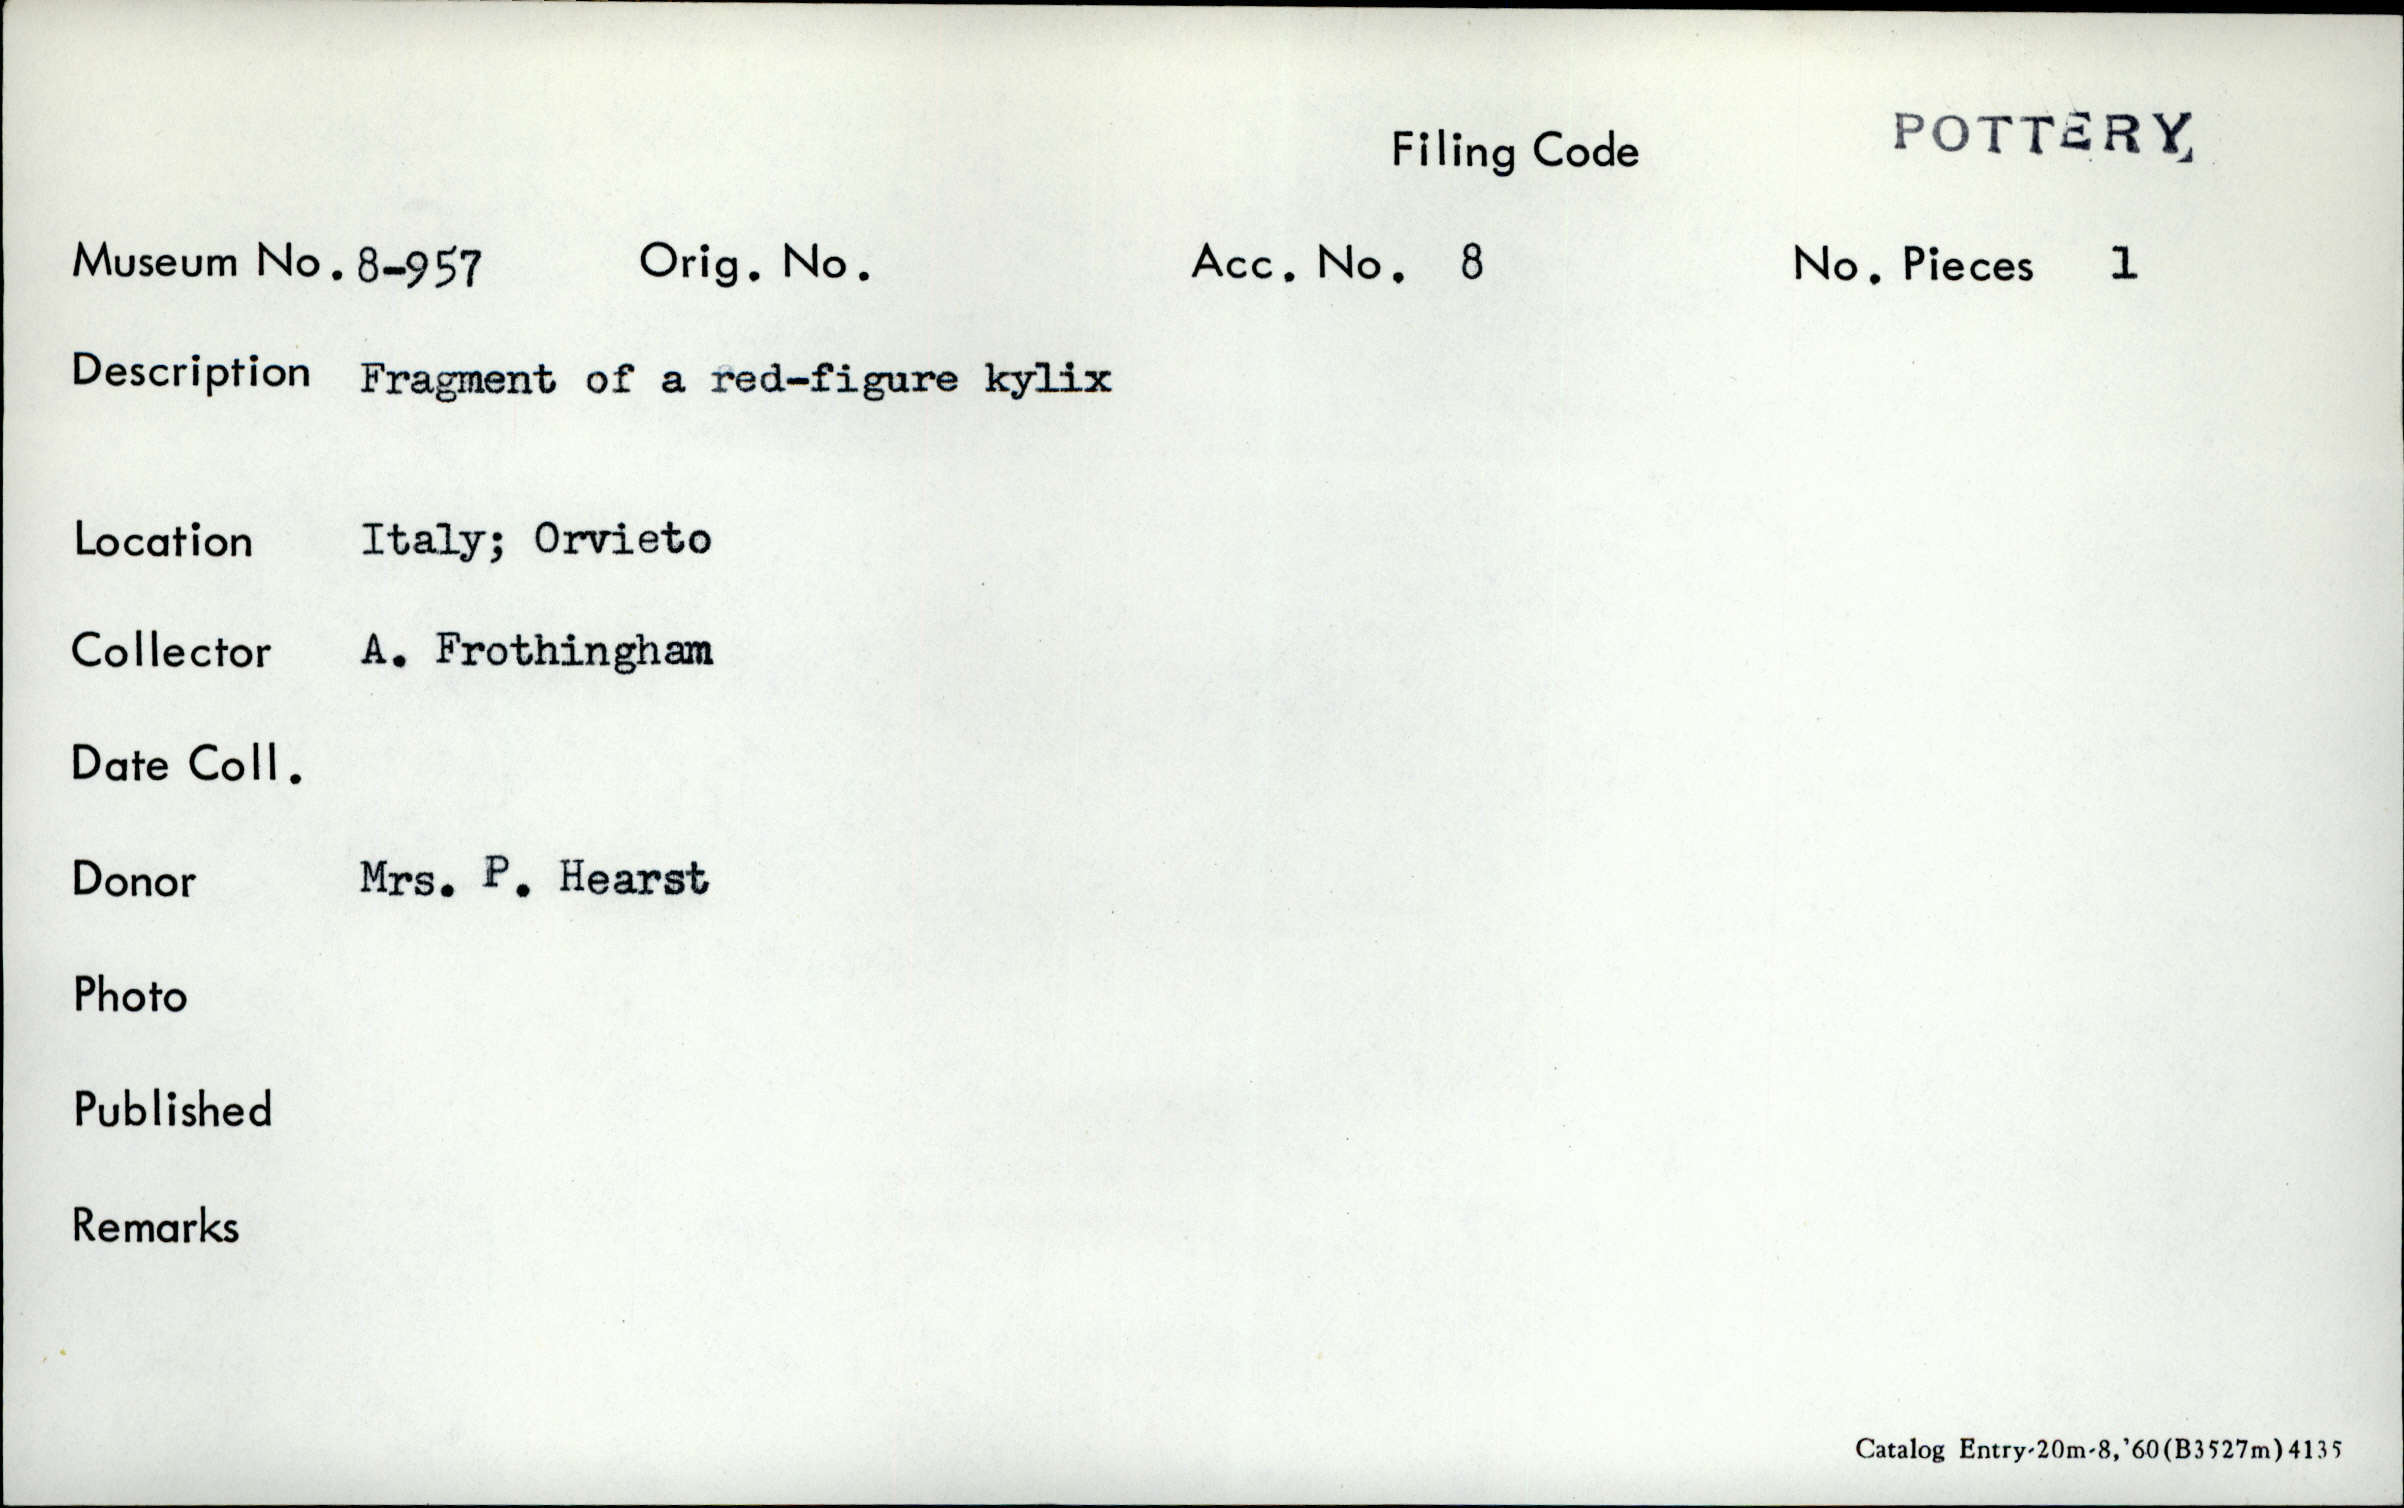 Filing Code POTTERY
Museum No. 8-957 Orig. No. Acc. No. 8 No. Pieces 1
Description Fragment of a red-figure kylix
Location Italy; Orvieto
Collector A. Frothingham
Date Coll.
Donor Mrs. P. Hearst
Photo
Published
Remarks
Catalog Entry-20m-8,'60(B3527m)4135